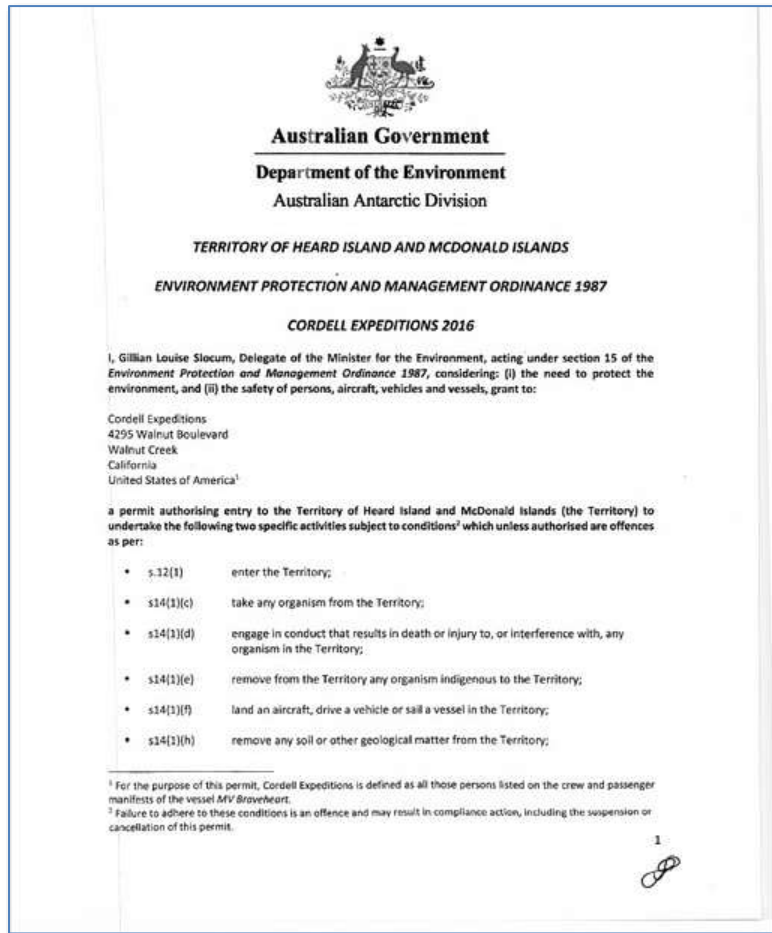 Australian Government
Department of the Environment
Australian Antarctic Division
TERRITORY OF HEARD ISLAND AND MCDONALD ISLANDS
ENVIRONMENT PROTECTION AND MANAGEMENT ORDINANCE 1987
CORDELL EXPEDITIONS 2016
I, Gillian Louise Slocum, Delegate of the Minister for the Environment, acting under section 15 of the
Environment Protection and Management Ordinance 1987, considering: (i) the need to protect the
environment, and (ii) the safety of persons, aircraft, vehicles and vessels, grant to:
Cordell Expeditions
4295 Walnut Boulevard
Walnut Creek
California
United States of America¹
a permit authorising entry to the Territory of Heard Island and McDonald Islands (the Territory) to
undertake the following two specific activities subject to conditions² which unless authorised are offences
as per:
• s.12(1) enter the Territory;
• s14(1)(c) take any organism from the Territory;
• s14(1)(d) engage in conduct that results in death or injury to, or interference with, any
organism in the Territory;
• s14(1)(e) remove from the Territory any organism indigenous to the Territory;
• s14(1)(f) land an aircraft, drive a vehicle or sail a vessel in the Territory;
• s14(1)(h) remove any soil or other geological matter from the Territory;
¹ For the purpose of this permit, Cordell Expeditions is defined as all those persons listed on the crew and passenger
manifests of the vessel MV Braveheart.
² Failure to adhere to these conditions is an offence and may result in compliance action, including the suspension or
cancellation of this permit.
1